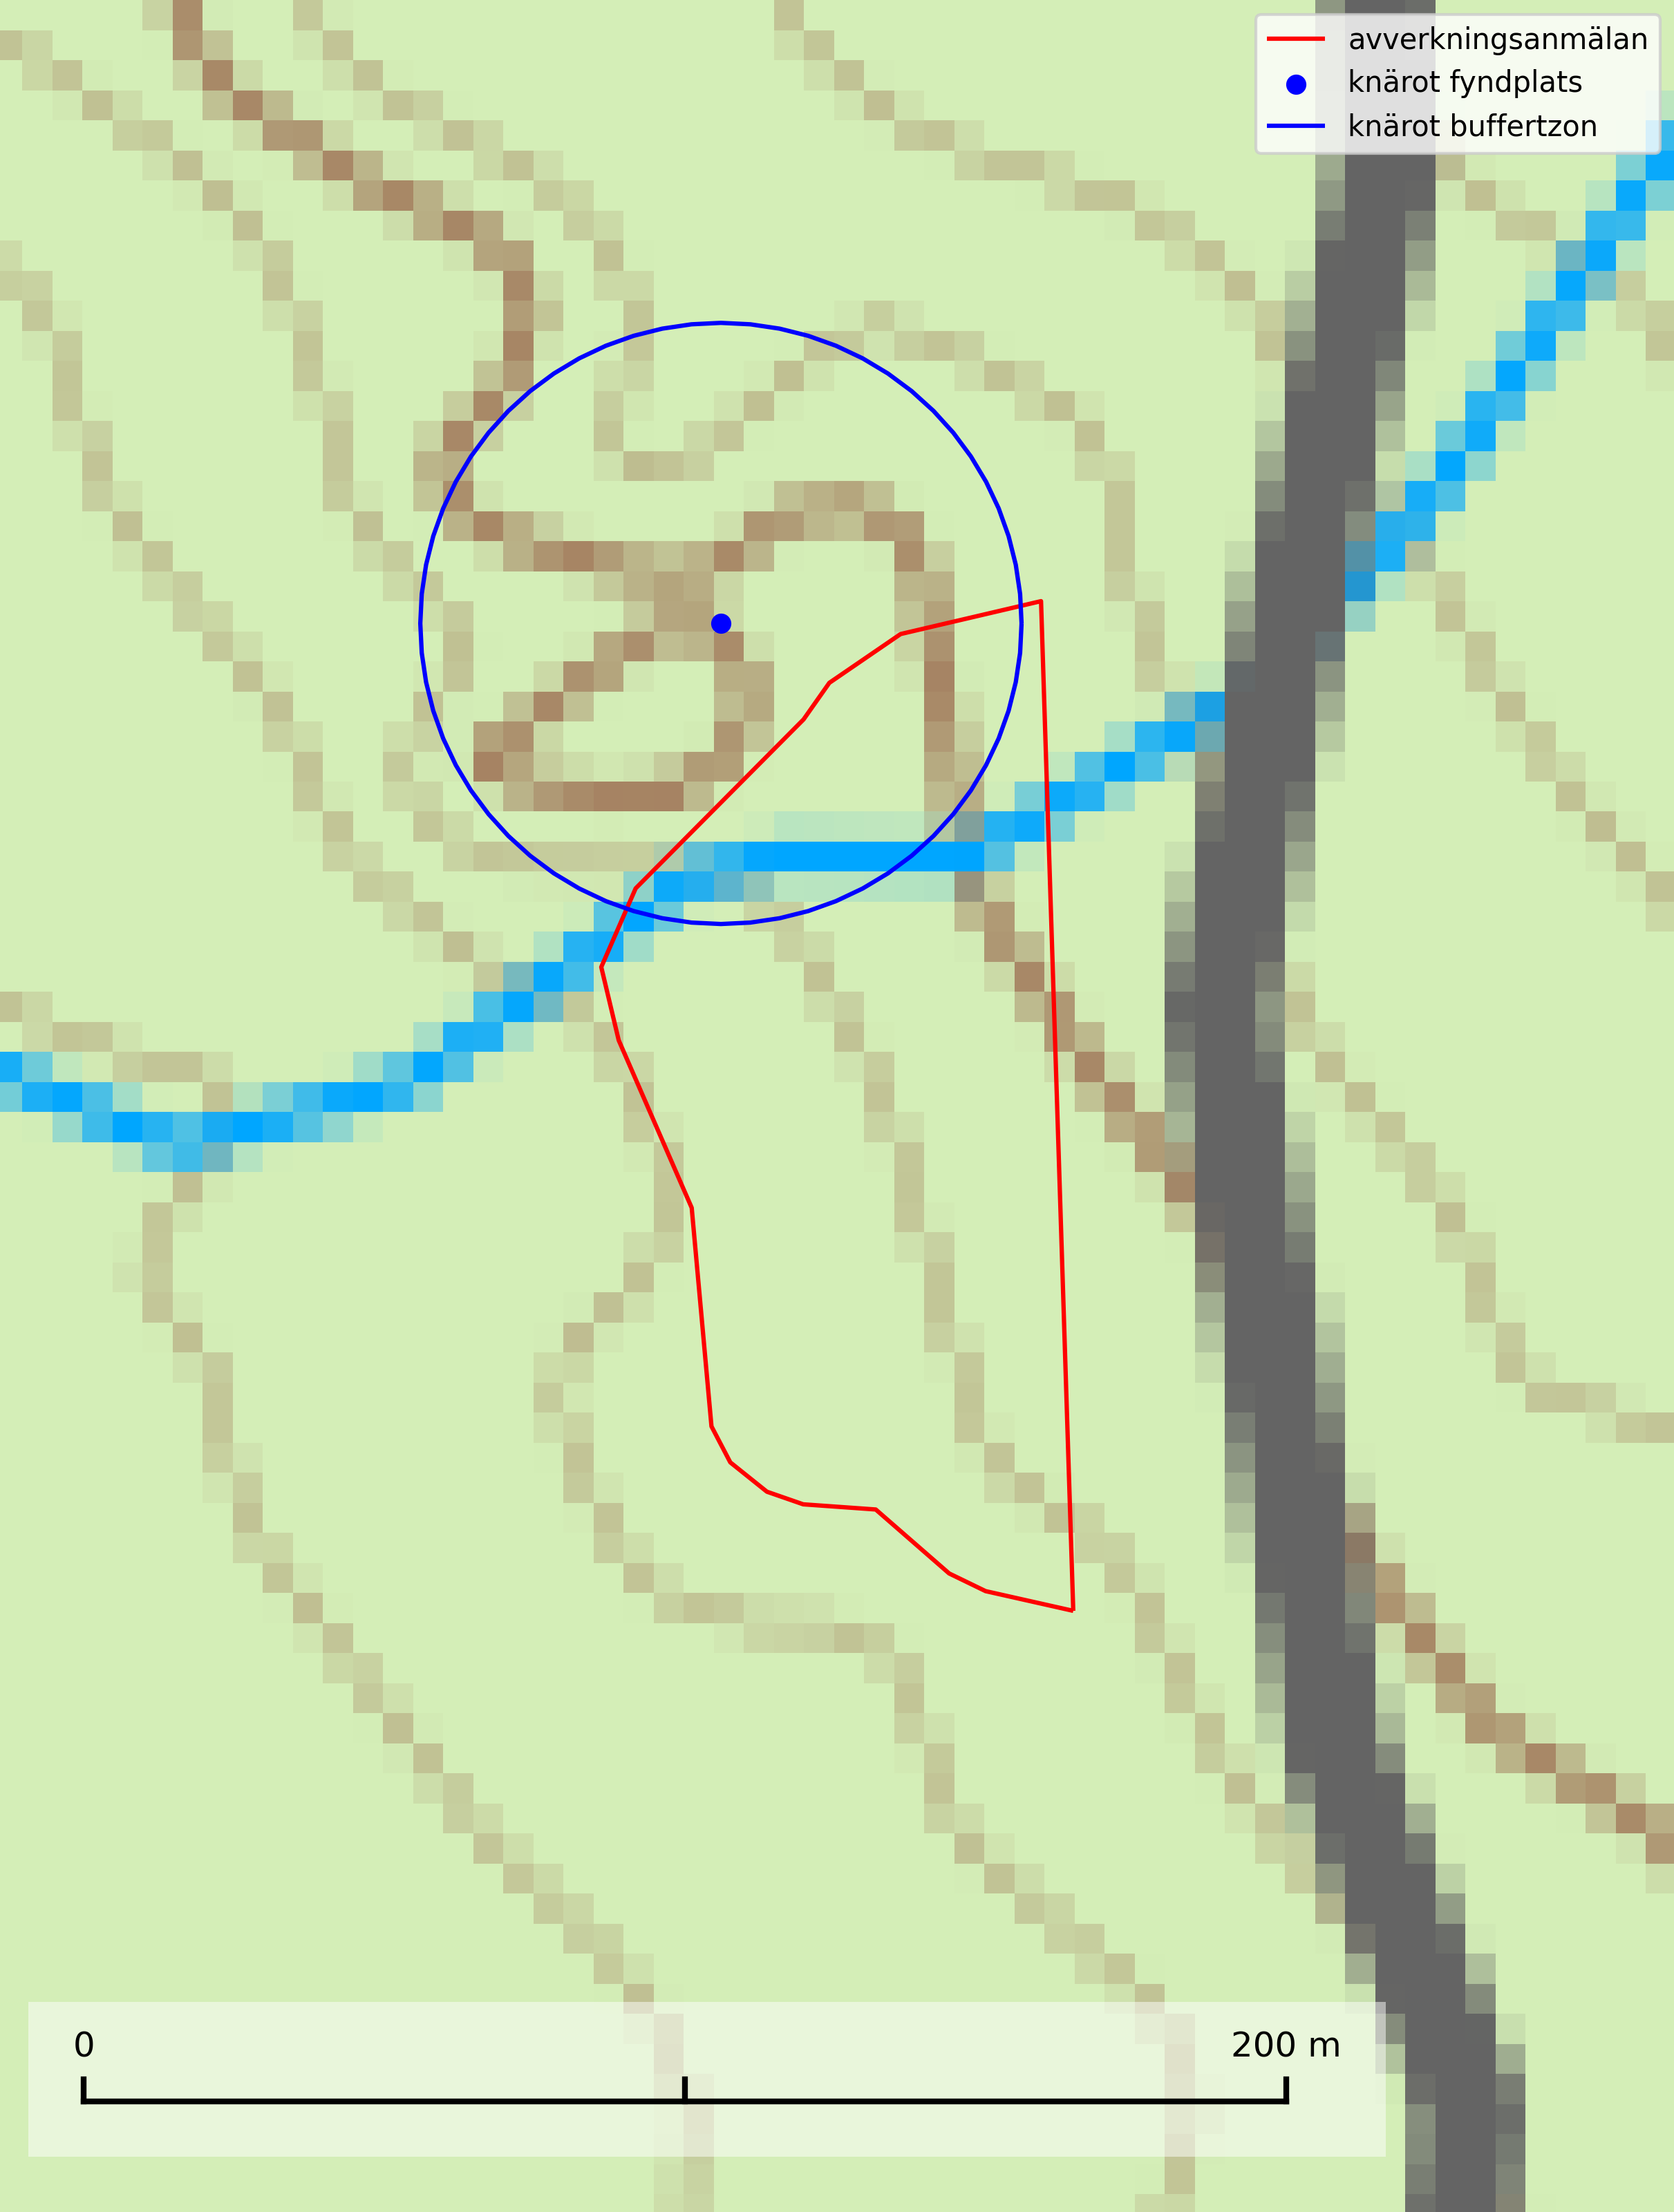 avverkningsanmälan
knärot fyndplats
knärot buffertzon
0 200 m